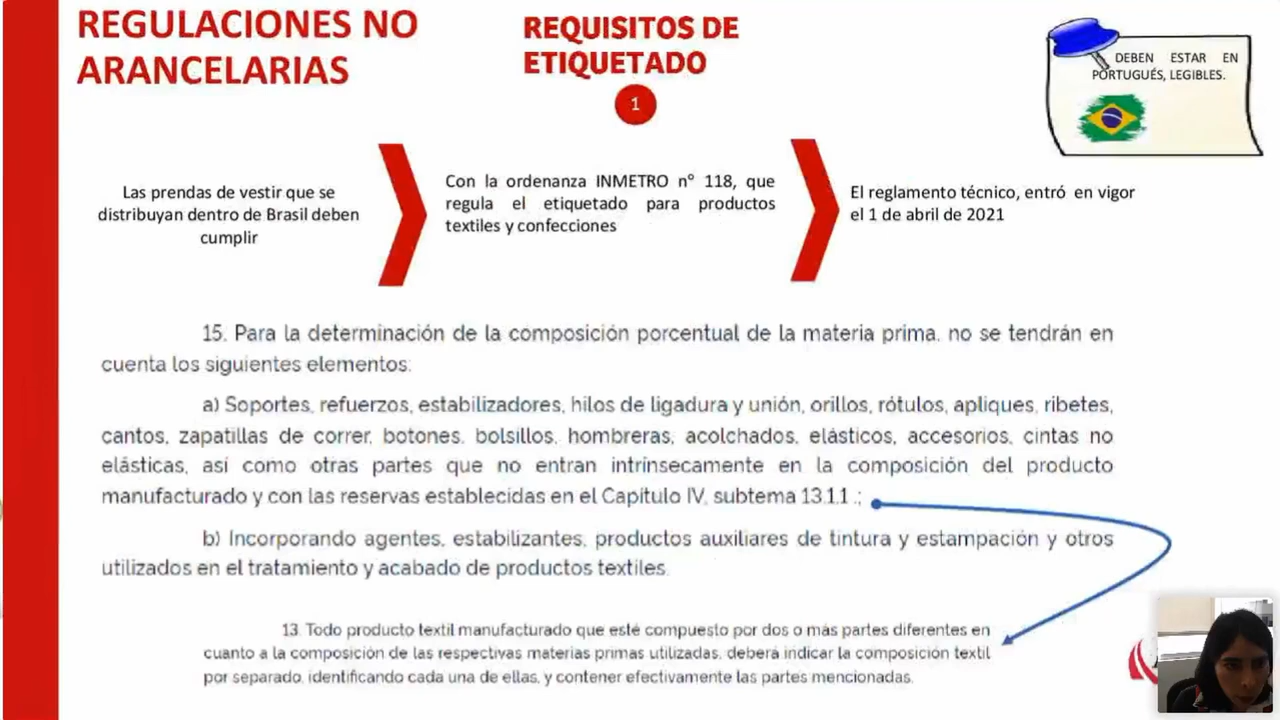 REGULACIONES NO
ARANCELARIAS
REQUISITOS DE
ETIQUETADO
1
DEBEN ESTAR EN
PORTUGUÉS, LEGIBLES.
Las prendas de vestir que se
distribuyan dentro de Brasil deben
cumplir
Con la ordenanza INMETRO n° 118, que
regula el etiquetado para productos
textiles y confecciones
El reglamento técnico, entró en vigor
el 1 de abril de 2021
15. Para la determinación de la composición porcentual de la materia prima, no se tendrán en
cuenta los siguientes elementos:
a) Soportes, refuerzos, estabilizadores, hilos de ligadura y unión, orillos, rótulos, apliques, ribetes,
cantos, zapatillas de correr, botones, bolsillos, hombreras, acolchados, elásticos, accesorios, cintas no
elásticas, así como otras partes que no entran intrínsecamente en la composición del producto
manufacturado y con las reservas establecidas en el Capítulo IV, subtema 13.1.1 .;
b) Incorporando agentes, estabilizantes, productos auxiliares de tintura y estampación y otros
utilizados en el tratamiento y acabado de productos textiles.
13. Todo producto textil manufacturado que esté compuesto por dos o más partes diferentes en
cuanto a la composición de las respectivas materias primas utilizadas, deberá indicar la composición textil
por separado, identificando cada una de ellas, y contener efectivamente las partes mencionadas.